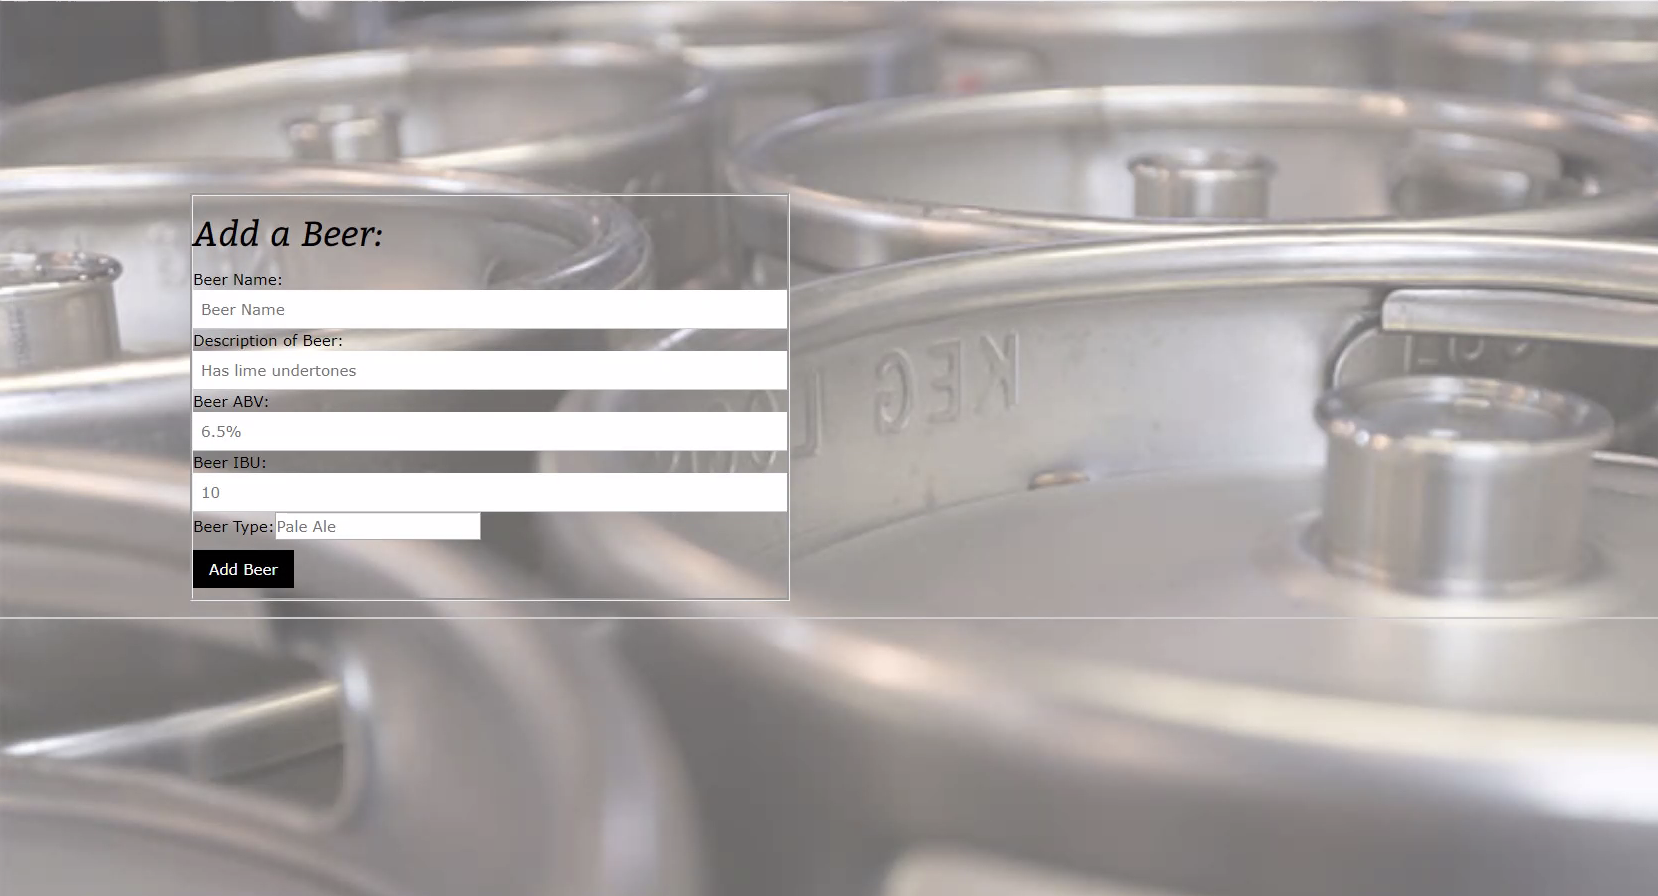 Add a Beer:
Beer Name:
Beer Name
Description of Beer:
Has lime undertones
Beer ABV:
6.5%
Beer IBU:
10
Beer Type: Pale Ale
Add Beer
KEG